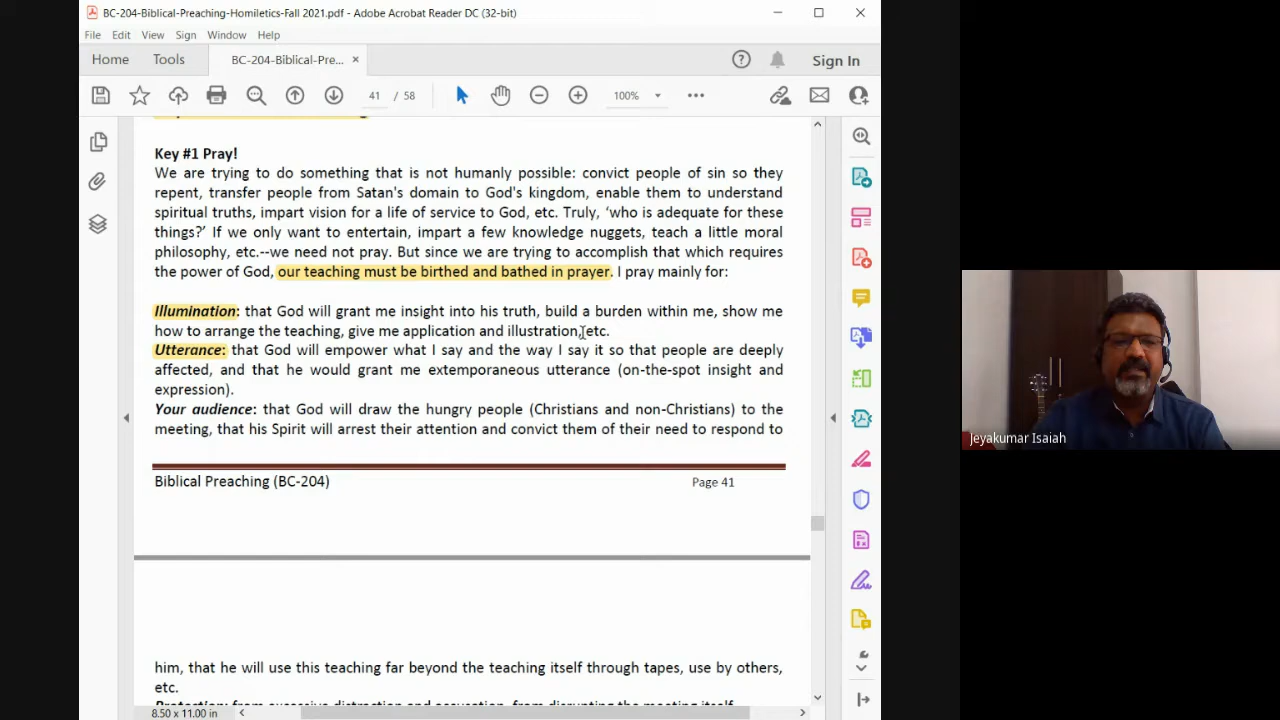 BC-204-Biblical-Preaching-Homiletics-Fall 2021.pdf - Adobe Acrobat Reader DC (32-bit)
File Edit View Sign Window Help
Home Tools BC-204-Biblical-Pre... × Sign In
41 / 58 100%
Key #1 Pray!
We are trying to do something that is not humanly possible: convict people of sin so they
repent, transfer people from Satan's domain to God's kingdom, enable them to understand
spiritual truths, impart vision for a life of service to God, etc. Truly, ‘who is adequate for these
things?’ If we only want to entertain, impart a few knowledge nuggets, teach a little moral
philosophy, etc.--we need not pray. But since we are trying to accomplish that which requires
the power of God, our teaching must be birthed and bathed in prayer. I pray mainly for:
Illumination: that God will grant me insight into his truth, build a burden within me, show me
how to arrange the teaching, give me application and illustration, etc.
Utterance: that God will empower what I say and the way I say it so that people are deeply
affected, and that he would grant me extemporaneous utterance (on-the-spot insight and
expression).
Your audience: that God will draw the hungry people (Christians and non-Christians) to the
meeting, that his Spirit will arrest their attention and convict them of their need to respond to
Biblical Preaching (BC-204) Page 41
him, that he will use this teaching far beyond the teaching itself through tapes, use by others,
etc.
Protection: from excessive distraction and accusation, from disrupting the meeting itself
8.50 x 11.00 in
Jeyakumar Isaiah